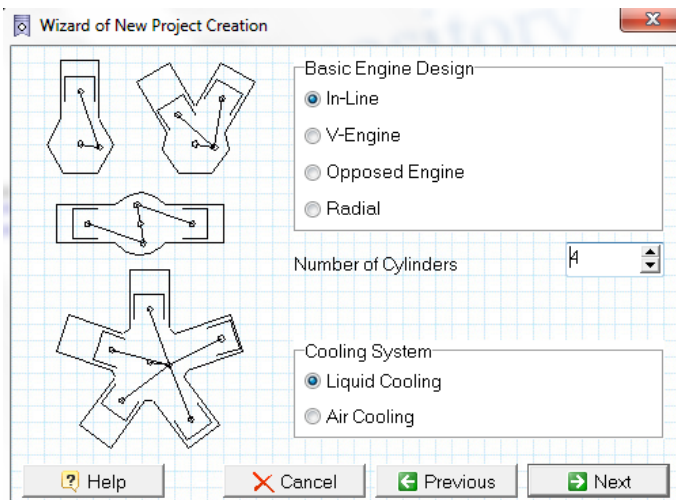 Wizard of New Project Creation
Basic Engine Design
In-Line
V-Engine
Opposed Engine
Radial
Number of Cylinders 4
Cooling System
Liquid Cooling
Air Cooling
Help Cancel Previous Next